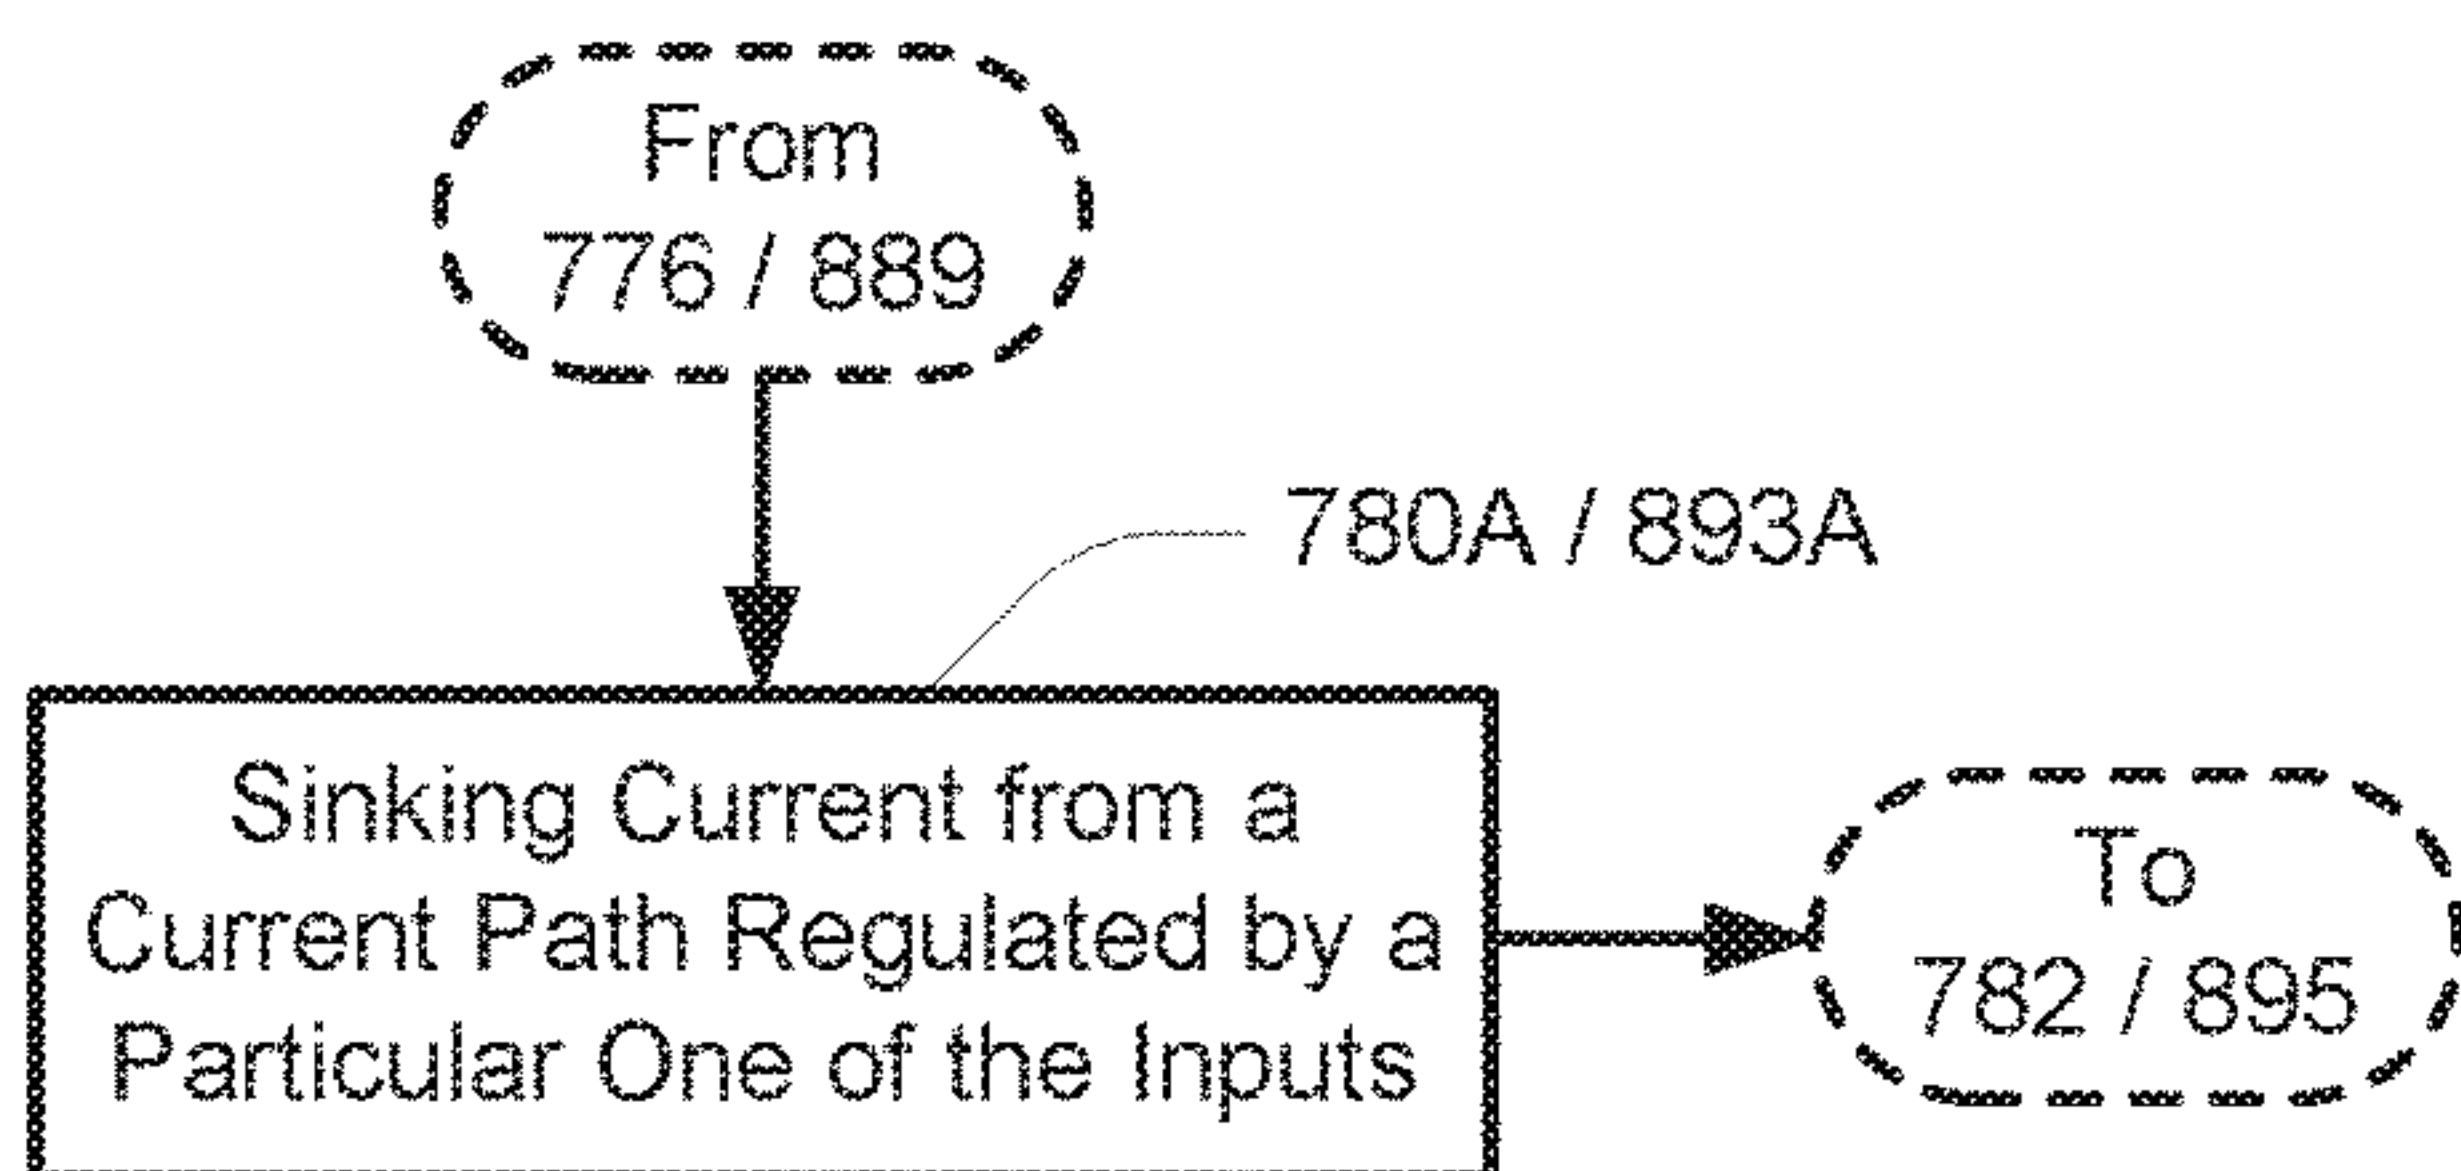 From
776 / 889
780A / 893A
Sinking Current from a
Current Path Regulated by a
Particular One of the Inputs
To
782 / 895